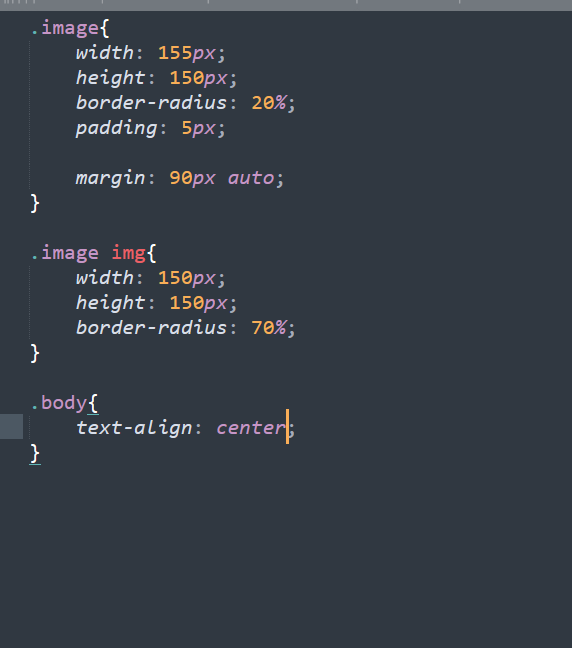 .image{
width: 155px;
height: 150px;
border-radius: 20%;
padding: 5px;
margin: 90px auto;
}
.image img{
width: 150px;
height: 150px;
border-radius: 70%;
}
.body{
text-align: center;
}